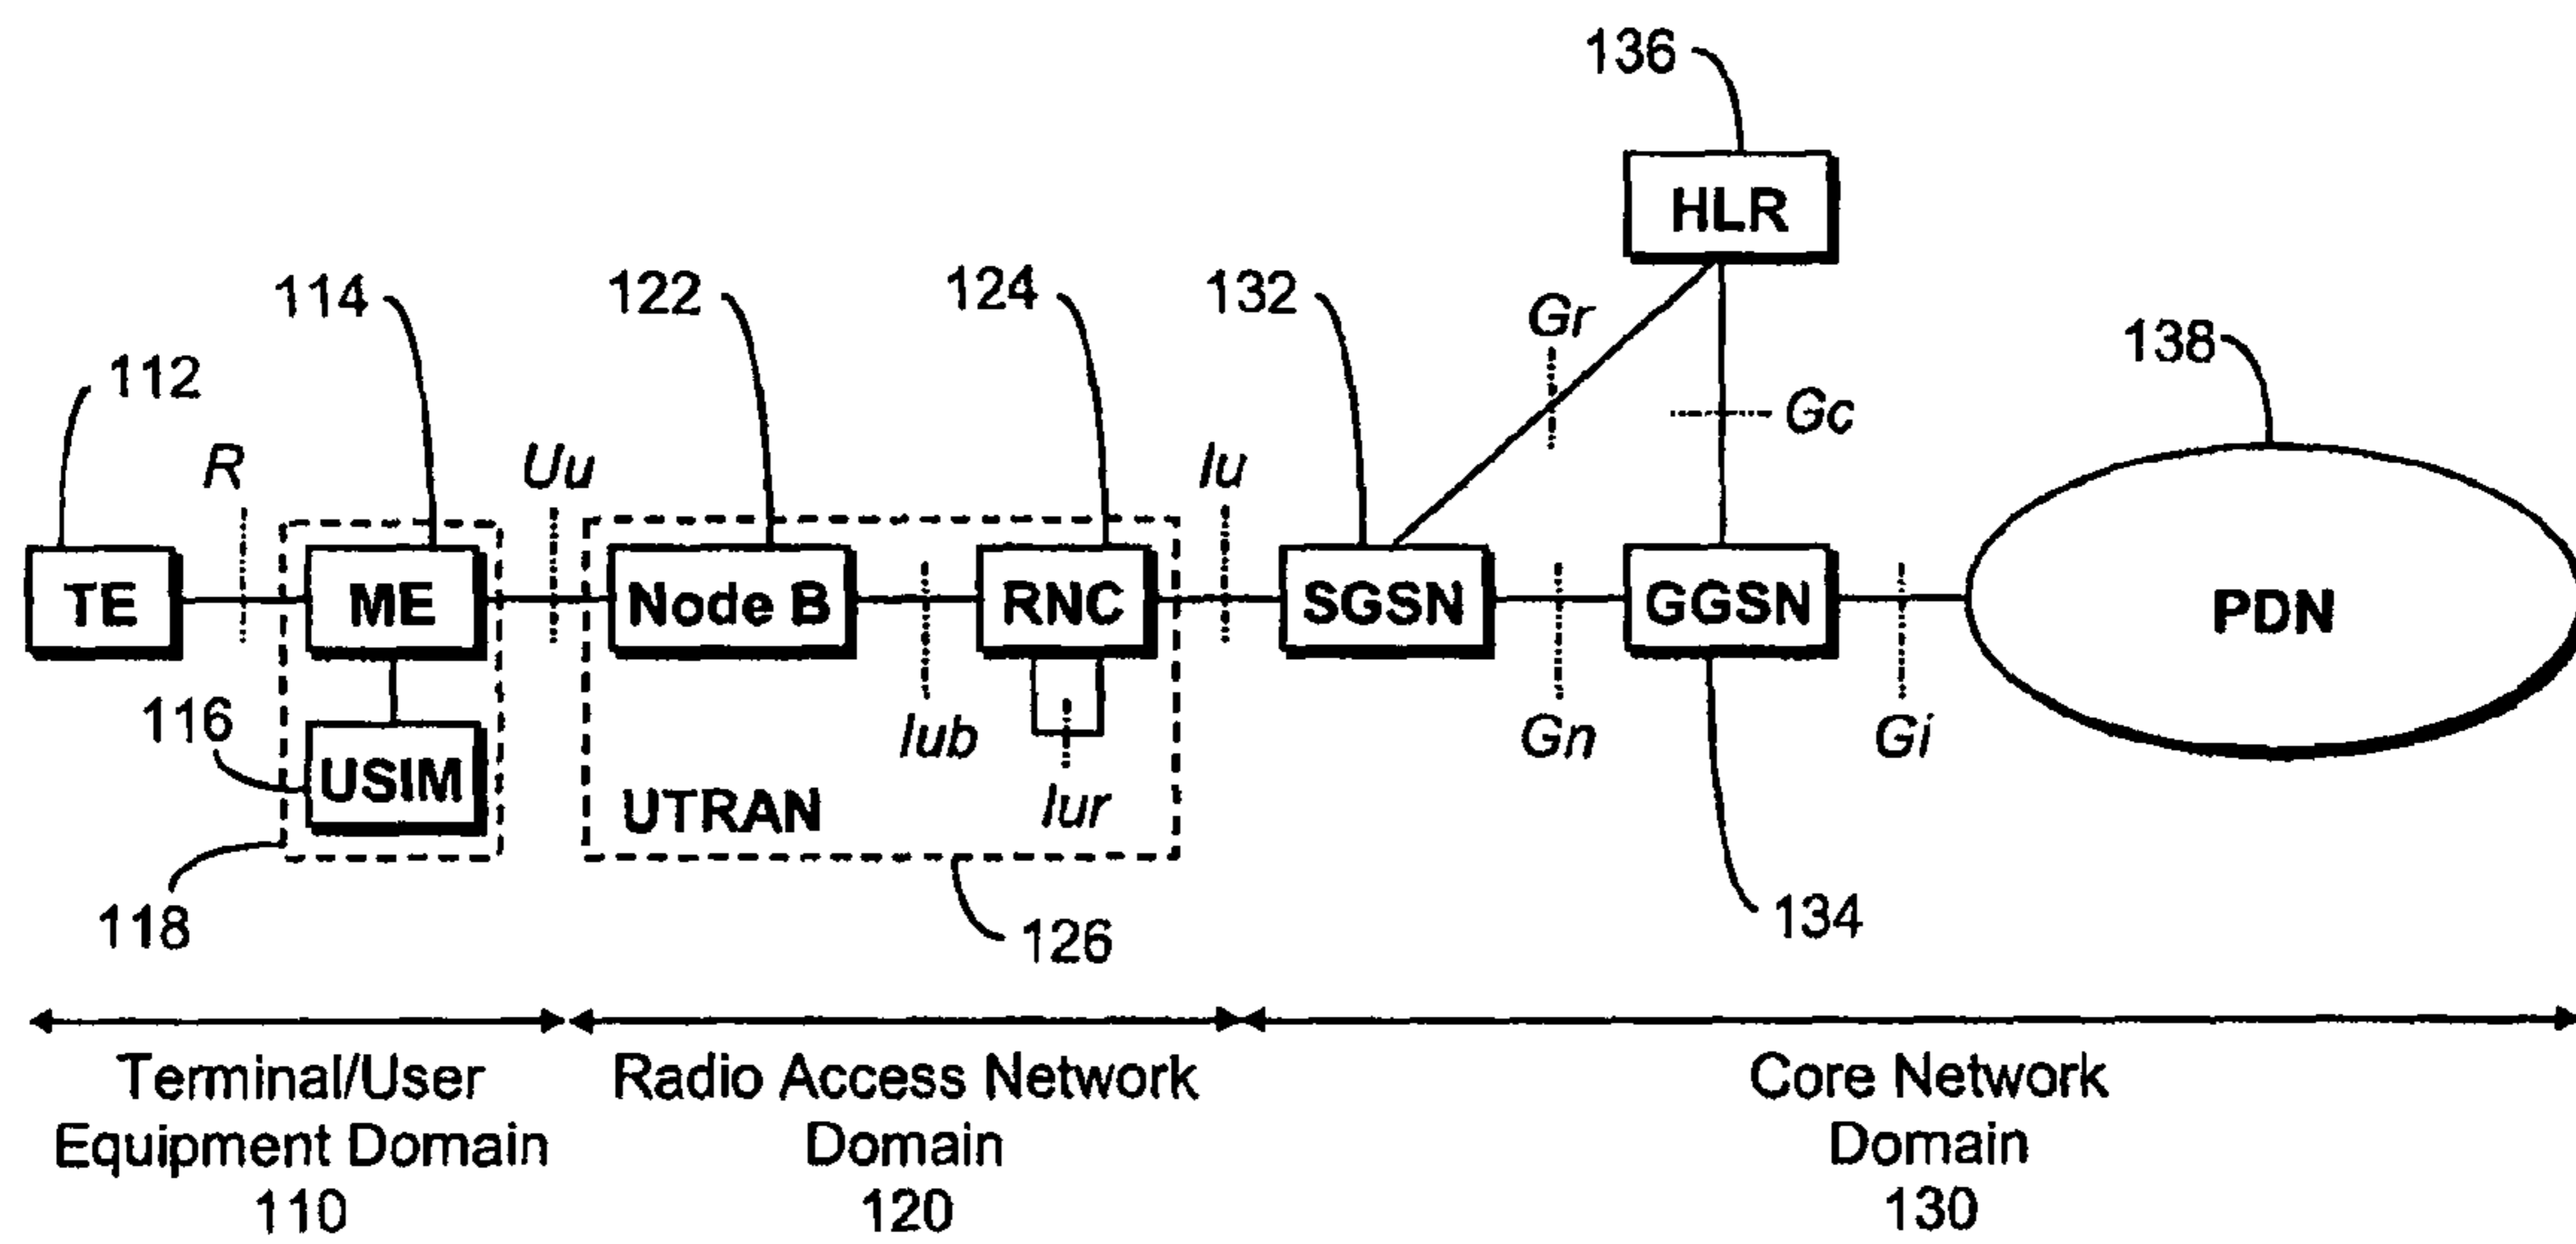 136
HLR
114
122
124
132
Gr
138
112
Gc
R
Uu
Iu
TE
ME
Node B
RNC
SGSN
GGSN
PDN
116
Iub
Gn
Gi
USIM
UTRAN
Iur
118
126
134
Terminal/User
Equipment Domain
110
Radio Access Network
Domain
120
Core Network
Domain
130